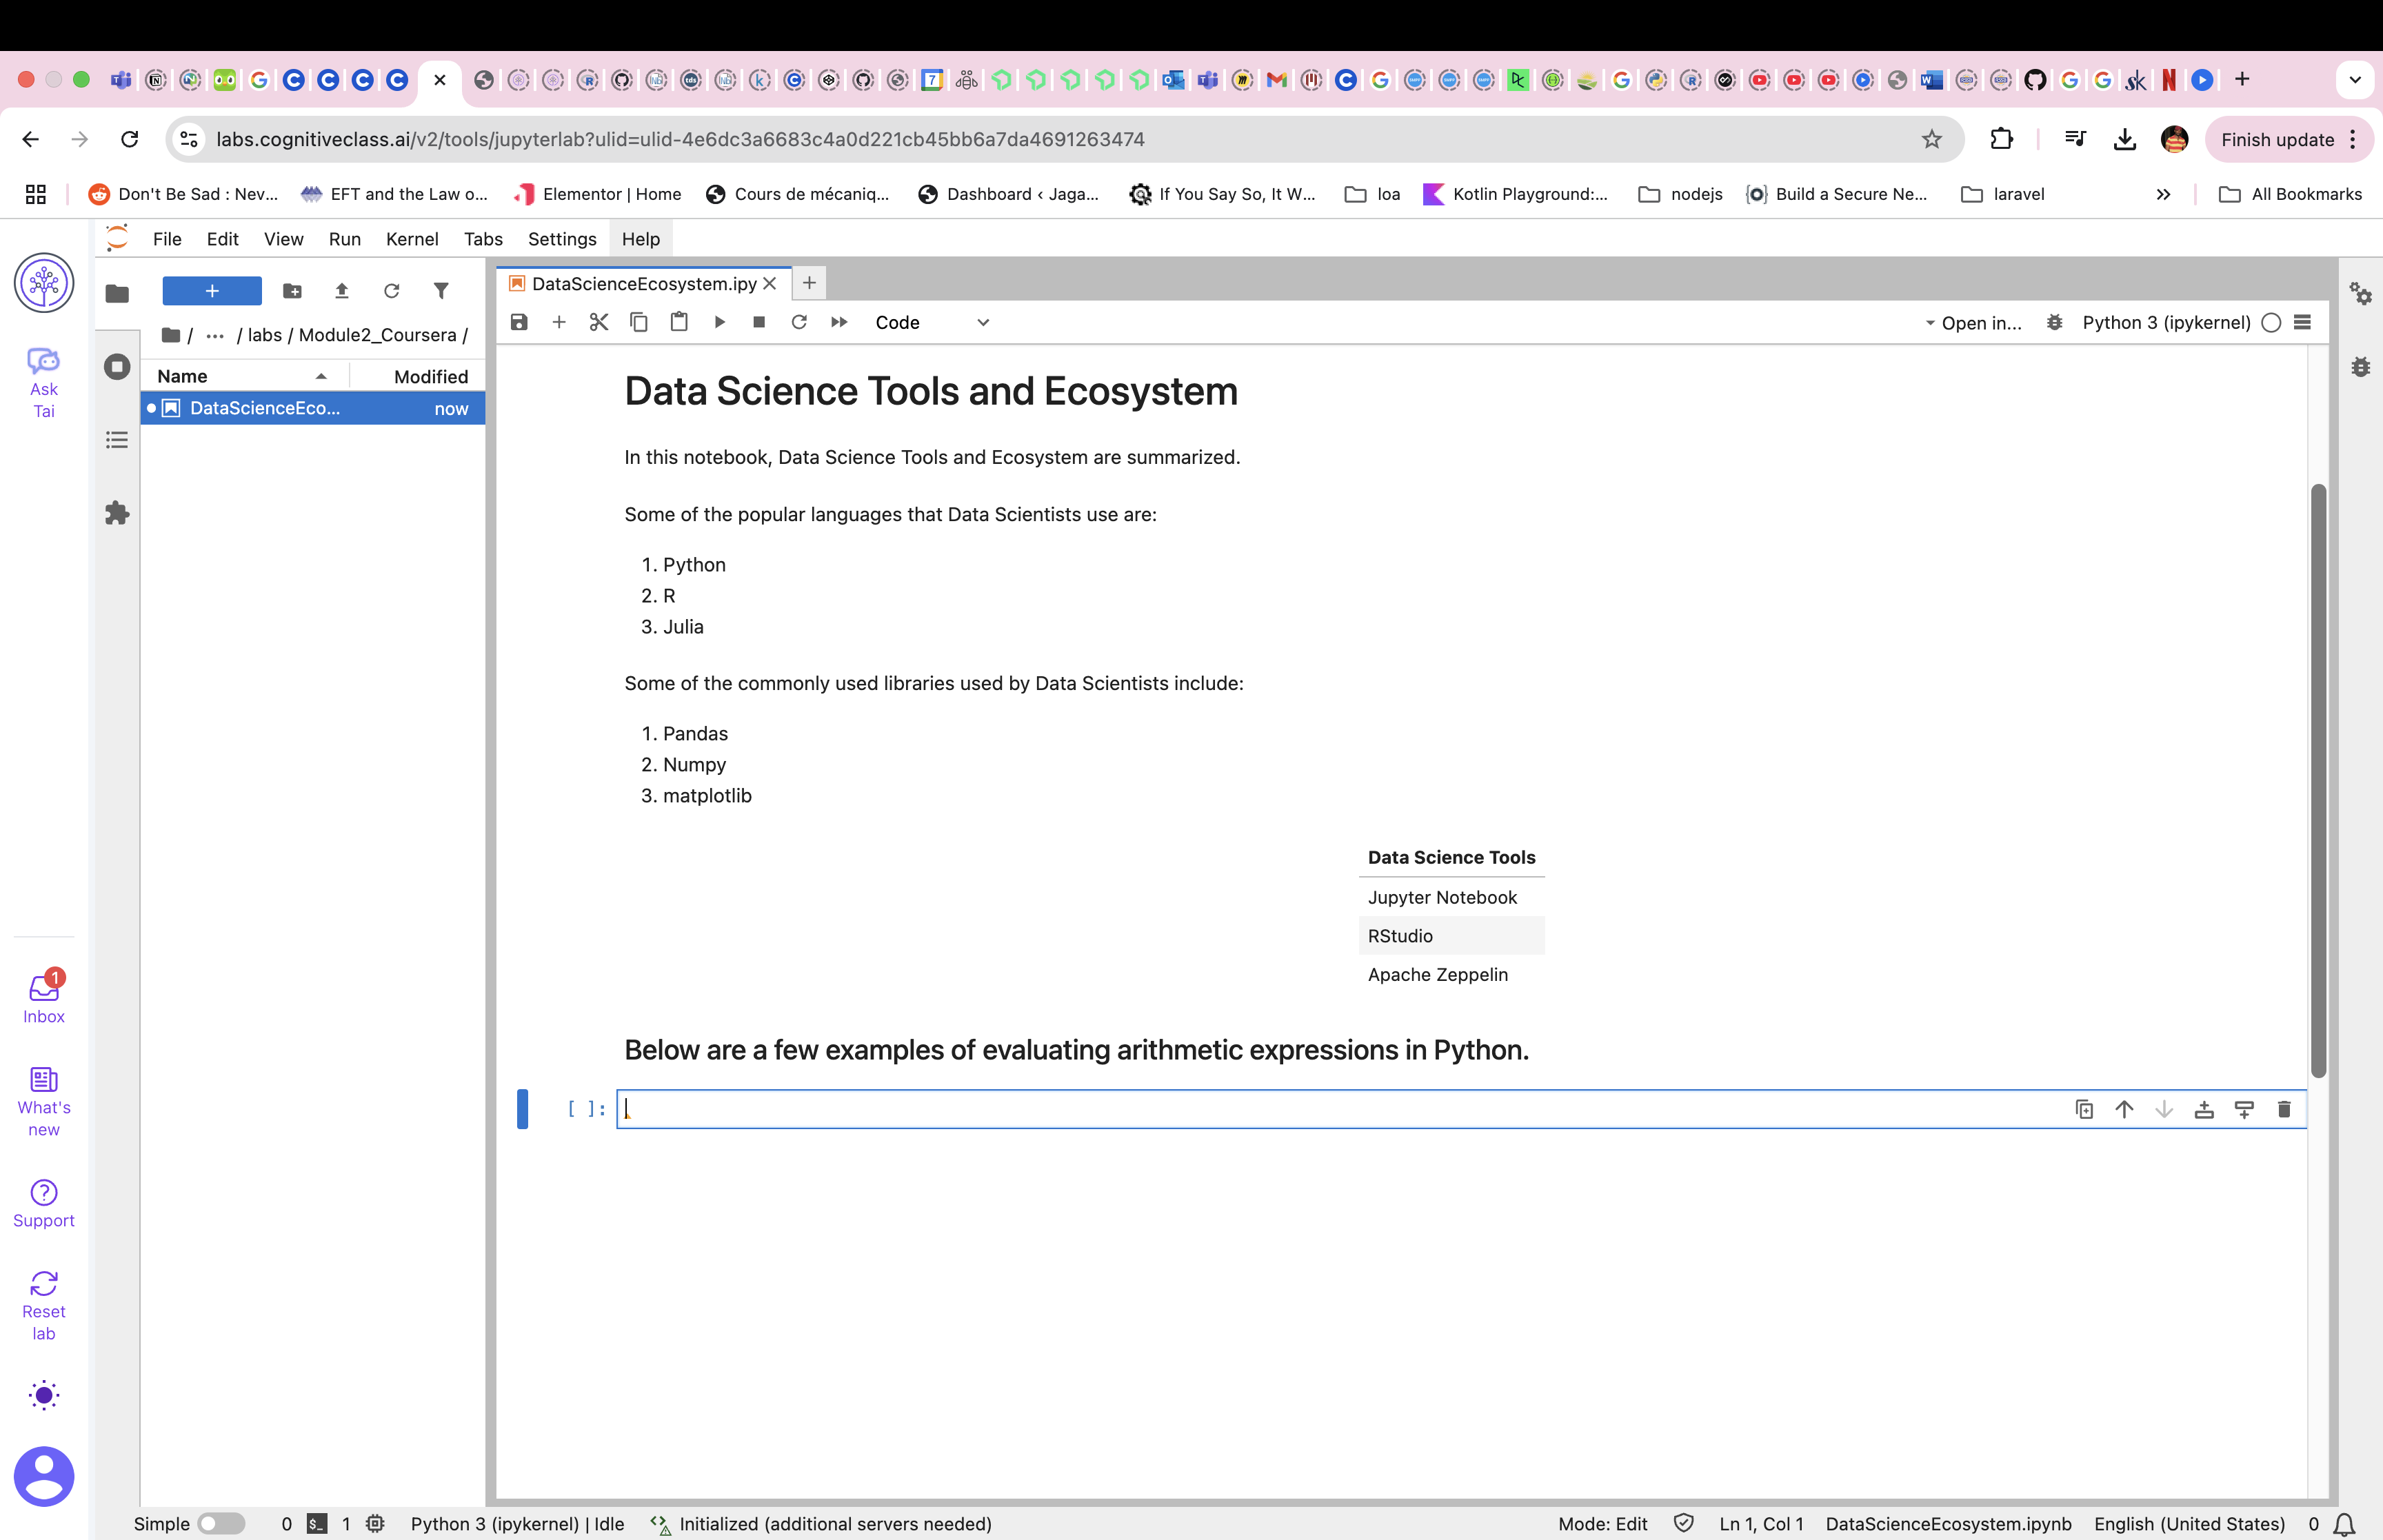 labs.cognitiveclass.ai/v2/tools/jupyterlab?ulid=ulid-4e6dc3a6683c4a0d221cb45bb6a7da4691263474
Finish update
Don't Be Sad : Nev...
EFT and the Law o...
Elementor | Home
Cours de mécaniq...
Dashboard ‹ Jaga...
If You Say So, It W...
loa
Kotlin Playground:...
nodejs
Build a Secure Ne...
laravel
All Bookmarks
File Edit View Run Kernel Tabs Settings Help
Ask
Tai
/ ... / labs / Module2_Coursera /
Name Modified
DataScienceEco... now
DataScienceEcosystem.ipy
Code
Open in...
Python 3 (ipykernel)
Data Science Tools and Ecosystem
In this notebook, Data Science Tools and Ecosystem are summarized.
Some of the popular languages that Data Scientists use are:
1. Python
2. R
3. Julia
Some of the commonly used libraries used by Data Scientists include:
1. Pandas
2. Numpy
3. matplotlib
Data Science Tools
Jupyter Notebook
RStudio
Apache Zeppelin
Below are a few examples of evaluating arithmetic expressions in Python.
[ ]:
1
Inbox
What's
new
Support
Reset
lab
Simple 0 1 Python 3 (ipykernel) | Idle Initialized (additional servers needed) Mode: Edit Ln 1, Col 1 DataScienceEcosystem.ipynb English (United States) 0